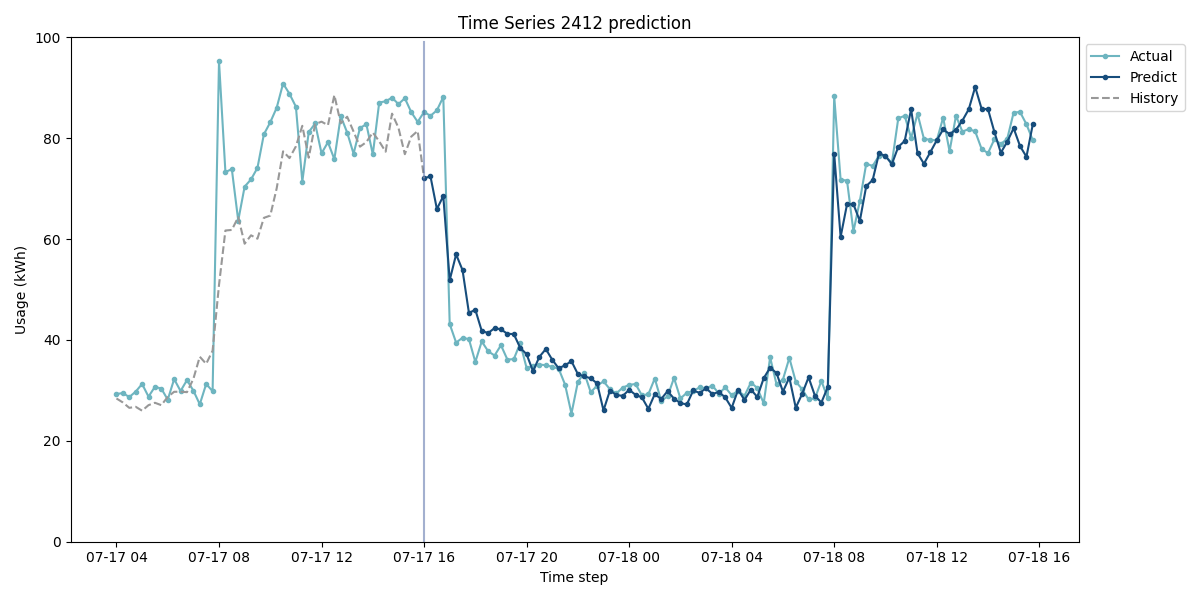 Time Series 2412 prediction
100
80
60
40
20
0
Usage (kWh)
07-17 04
07-17 08
07-17 12
07-17 16
07-17 20
07-18 00
07-18 04
07-18 08
07-18 12
07-18 16
Time step
Actual
Predict
History